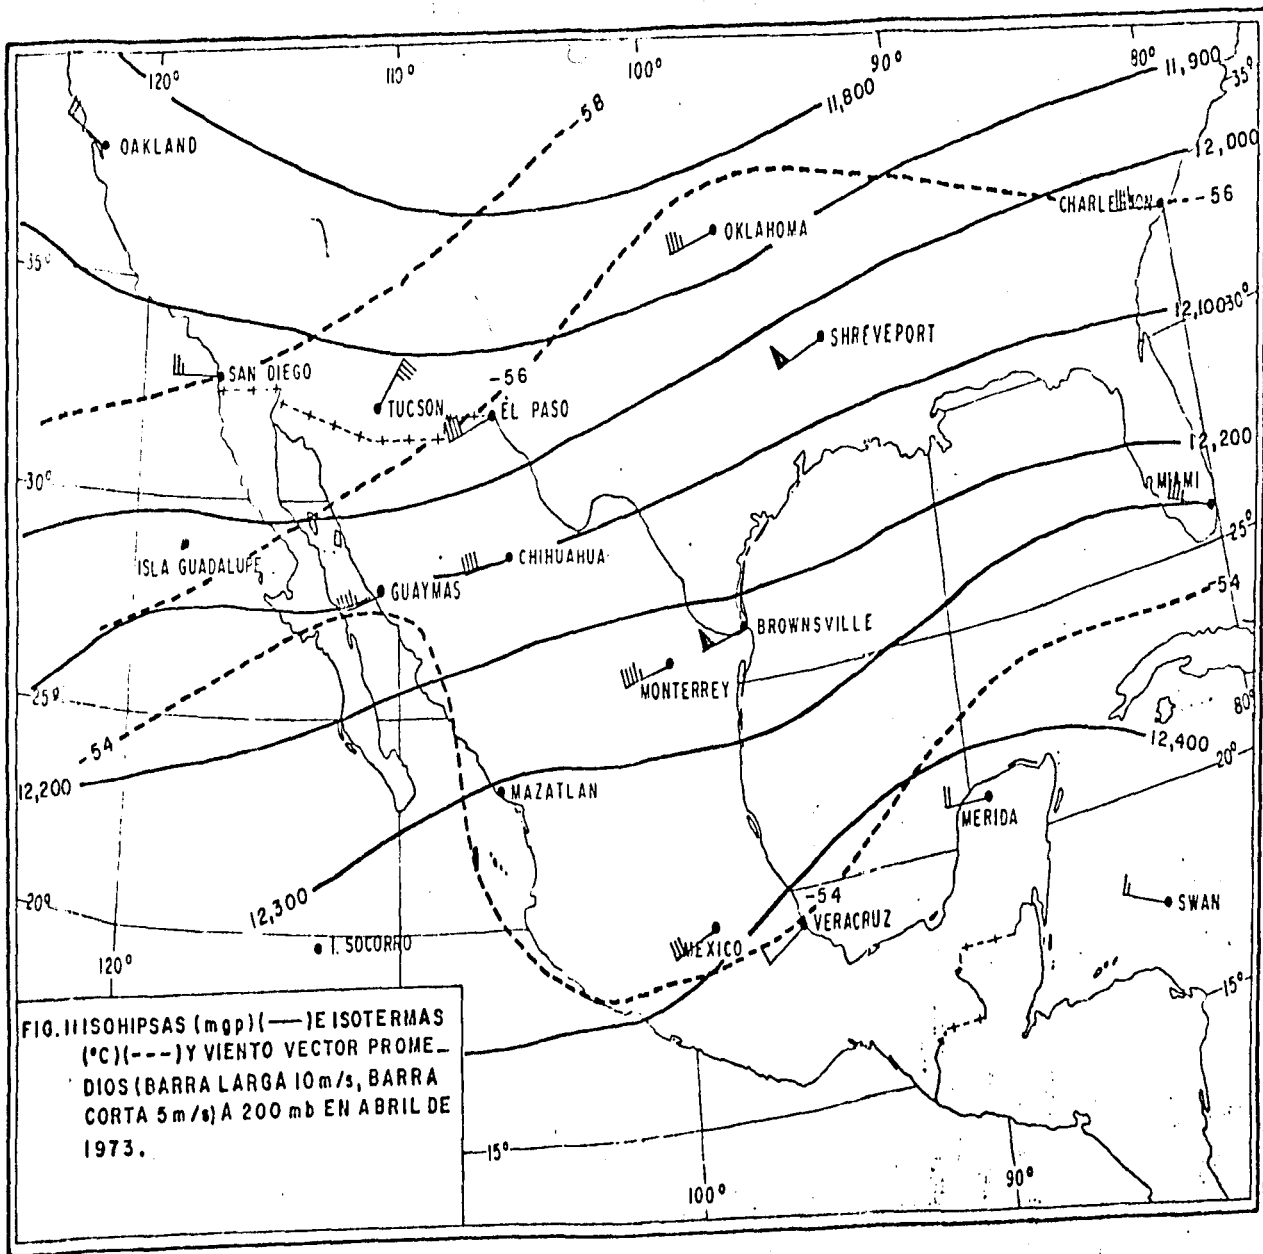 120°
110°
100°
90°
80°
11,900
35°
-58
11,800
12,000
OAKLAND
CHARLESTON
-56
OKLAHOMA
35°
12,100
30°
SHREVEPORT
SAN DIEGO
-56
TUCSON
EL PASO
12,200
30°
MIAMI
25°
ISLA GUADALUPE
CHIHUAHUA
GUAYMAS
-54
BROWNSVILLE
MONTERREY
25°
80°
-54
12,400
20°
12,200
MAZATLAN
MERIDA
-54
20°
12,300
VERACRUZ
SWAN
I. SOCORRO
MEXICO
120°
15°
FIG.III ISOHIPSAS (mgp)(—)E ISOTERMAS
(°C)(---)Y VIENTO VECTOR PROME-
DIOS (BARRA LARGA 10m/s, BARRA
CORTA 5m/s) A 200 mb EN ABRIL DE
1973.
15°
100°
90°